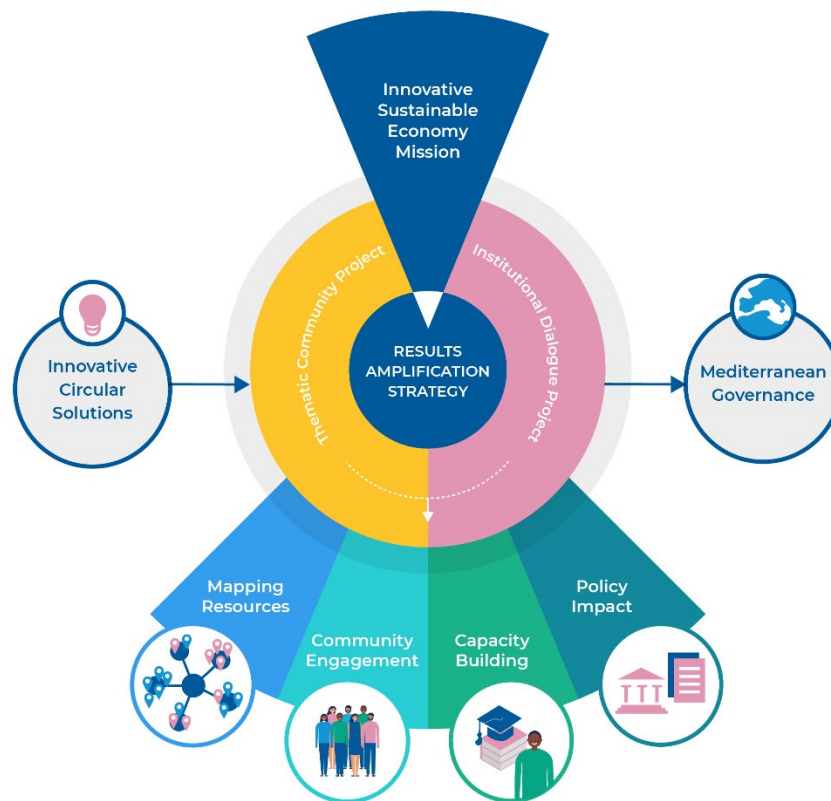 Innovative
Sustainable
Economy
Mission
Thematic Community Project
Institutional Dialogue Project
RESULTS
AMPLIFICATION
STRATEGY
Innovative
Circular
Solutions
Mediterranean
Governance
Mapping
Resources
Community
Engagement
Capacity
Building
Policy
Impact